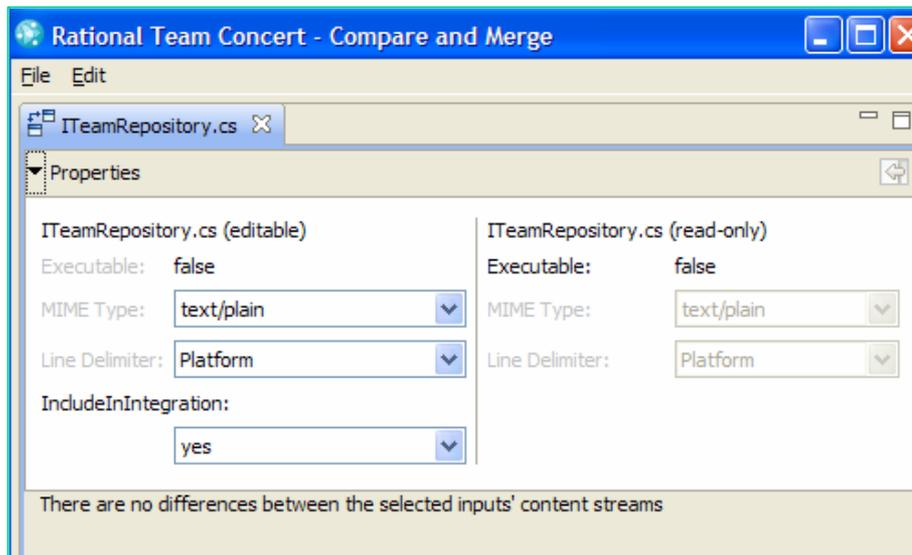 Rational Team Concert - Compare and Merge
File Edit
ITeamRepository.cs
Properties
ITeamRepository.cs (editable)
Executable: false
MIME Type: text/plain
Line Delimiter: Platform
IncludeInIntegration:
yes
ITeamRepository.cs (read-only)
Executable: false
MIME Type: text/plain
Line Delimiter: Platform
There are no differences between the selected inputs' content streams